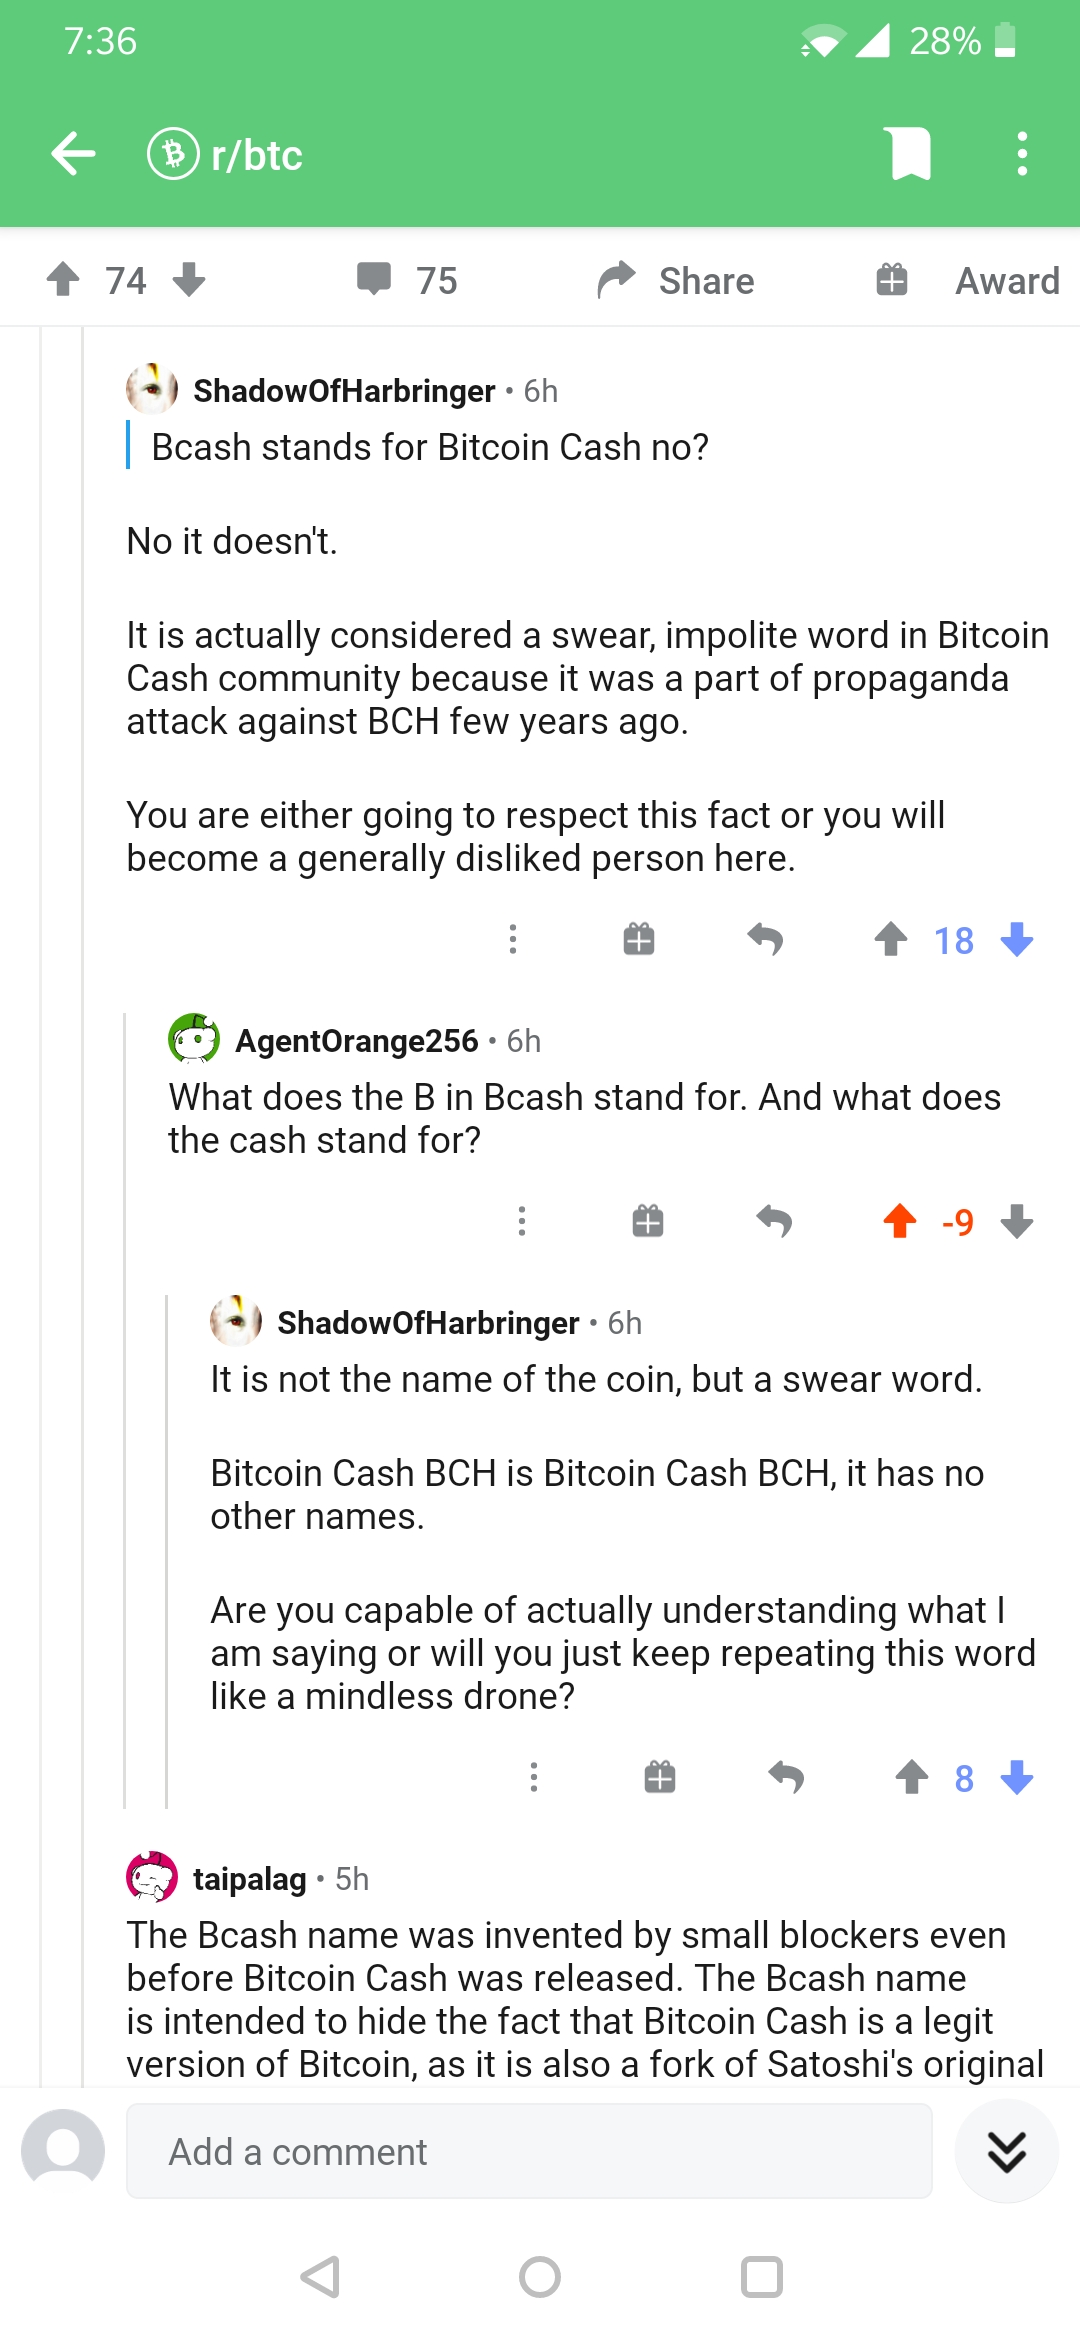 7:36
28%
r/btc
74
75
Share
Award
ShadowOfHarbringer • 6h
Bcash stands for Bitcoin Cash no?
No it doesn't.
It is actually considered a swear, impolite word in Bitcoin
Cash community because it was a part of propaganda
attack against BCH few years ago.
You are either going to respect this fact or you will
become a generally disliked person here.
18
AgentOrange256 • 6h
What does the B in Bcash stand for. And what does
the cash stand for?
-9
ShadowOfHarbringer • 6h
It is not the name of the coin, but a swear word.
Bitcoin Cash BCH is Bitcoin Cash BCH, it has no
other names.
Are you capable of actually understanding what I
am saying or will you just keep repeating this word
like a mindless drone?
8
taipalag • 5h
The Bcash name was invented by small blockers even
before Bitcoin Cash was released. The Bcash name
is intended to hide the fact that Bitcoin Cash is a legit
version of Bitcoin, as it is also a fork of Satoshi's original
Add a comment